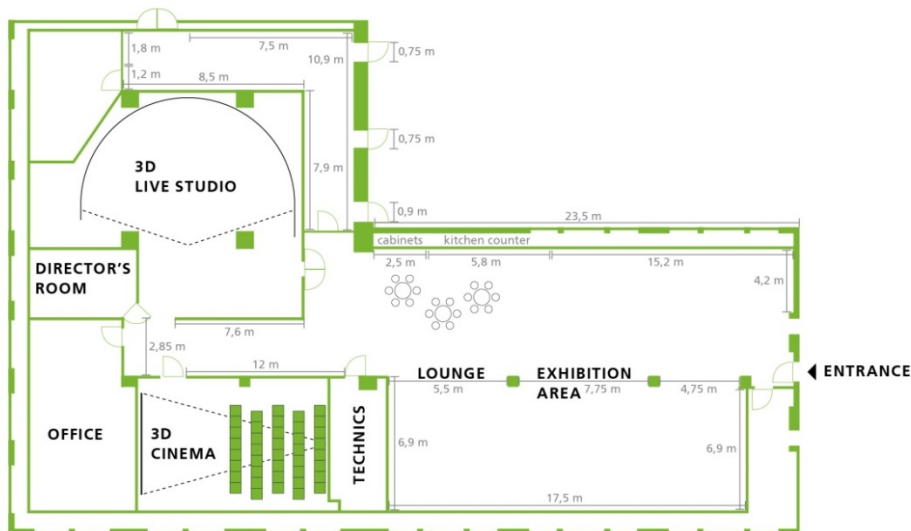 1,8 m
7,5 m
10,9 m
0,75 m
1,2 m
8,5 m
3D
LIVE STUDIO
7,9 m
0,75 m
0,9 m
23,5 m
cabinets
kitchen counter
2,5 m
5,8 m
15,2 m
4,2 m
DIRECTOR'S
ROOM
7,6 m
2,85 m
12 m
LOUNGE
EXHIBITION
AREA
ENTRANCE
5,5 m
7,75 m
4,75 m
OFFICE
3D
CINEMA
TECHNICS
6,9 m
6,9 m
17,5 m